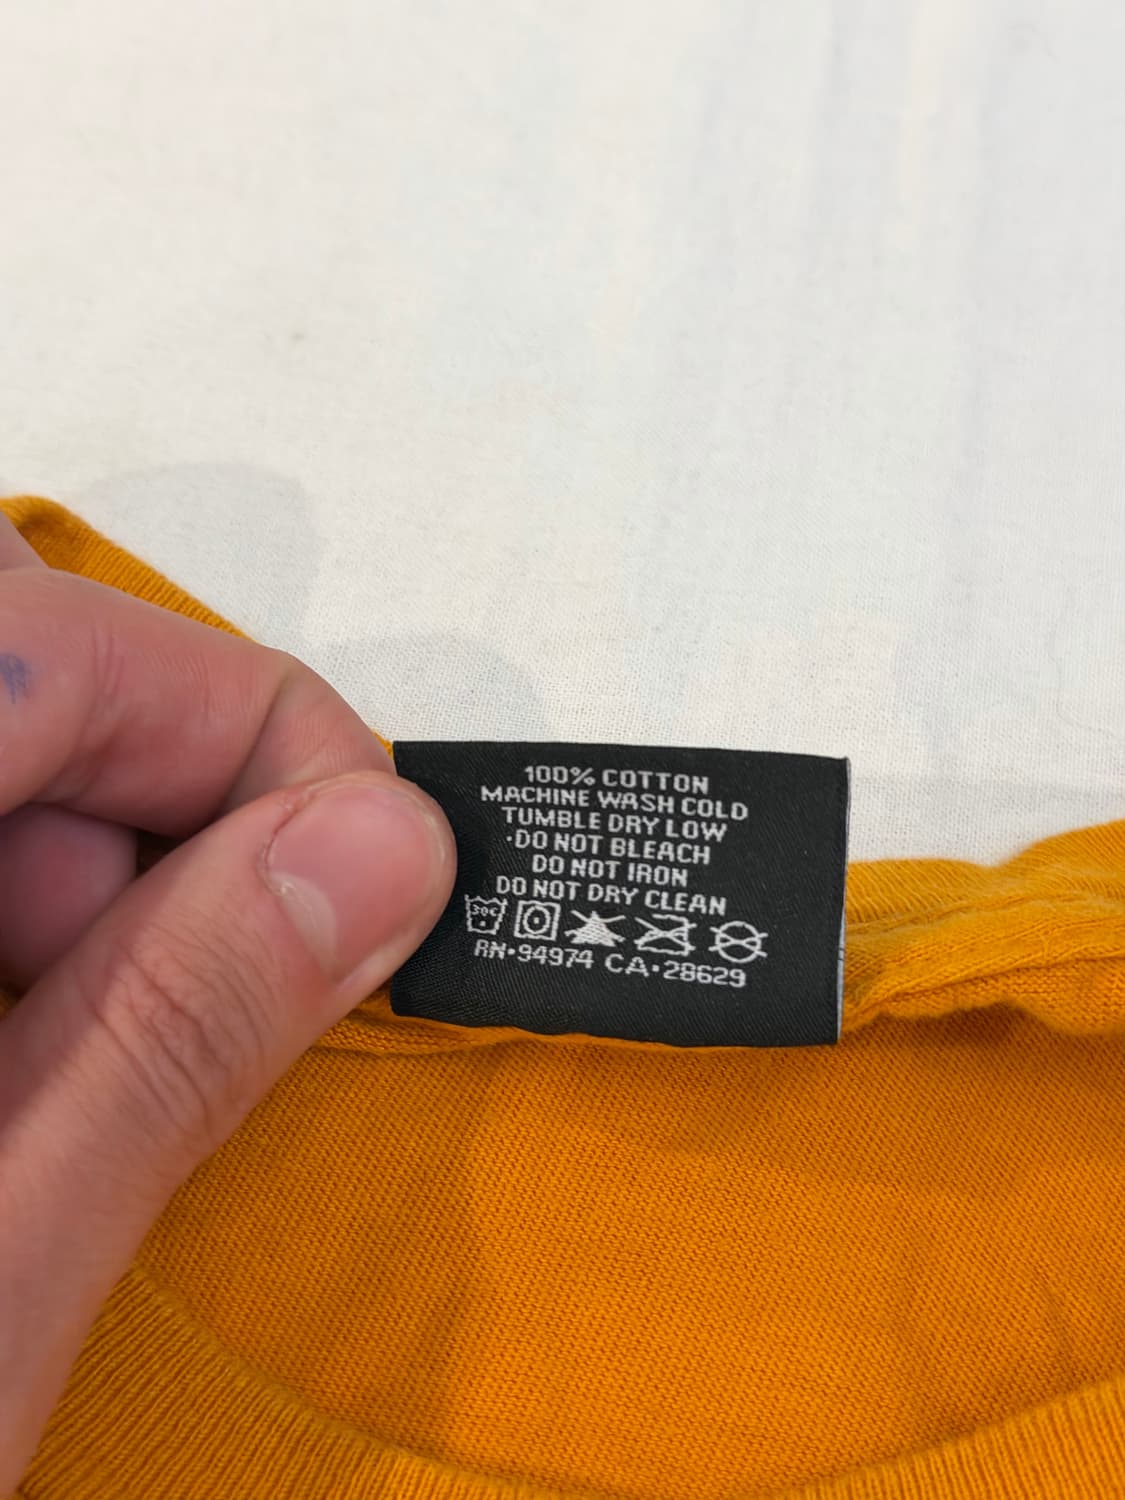 100% COTTON
MACHINE WASH COLD
TUMBLE DRY LOW
·DO NOT BLEACH
DO NOT IRON
DO NOT DRY CLEAN
30C
RN·94974 CA·28629